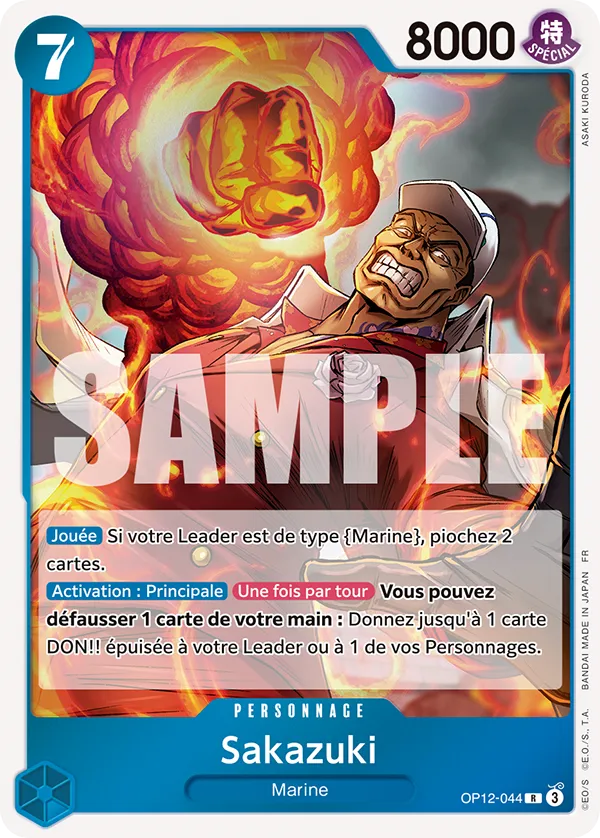 7
8000
特
SPÉCIAL
ASAKI KURODA
SAMPLE
Jouée Si votre Leader est de type {Marine}, piochez 2
cartes.
Activation : Principale Une fois par tour Vous pouvez
défausser 1 carte de votre main : Donnez jusqu'à 1 carte
DON!! épuisée à votre Leader ou à 1 de vos Personnages.
PERSONNAGE
Sakazuki
Marine
OP12-044 R 3
©EO/S ©E.O./S., T.A. BANDAI MADE IN JAPAN FR